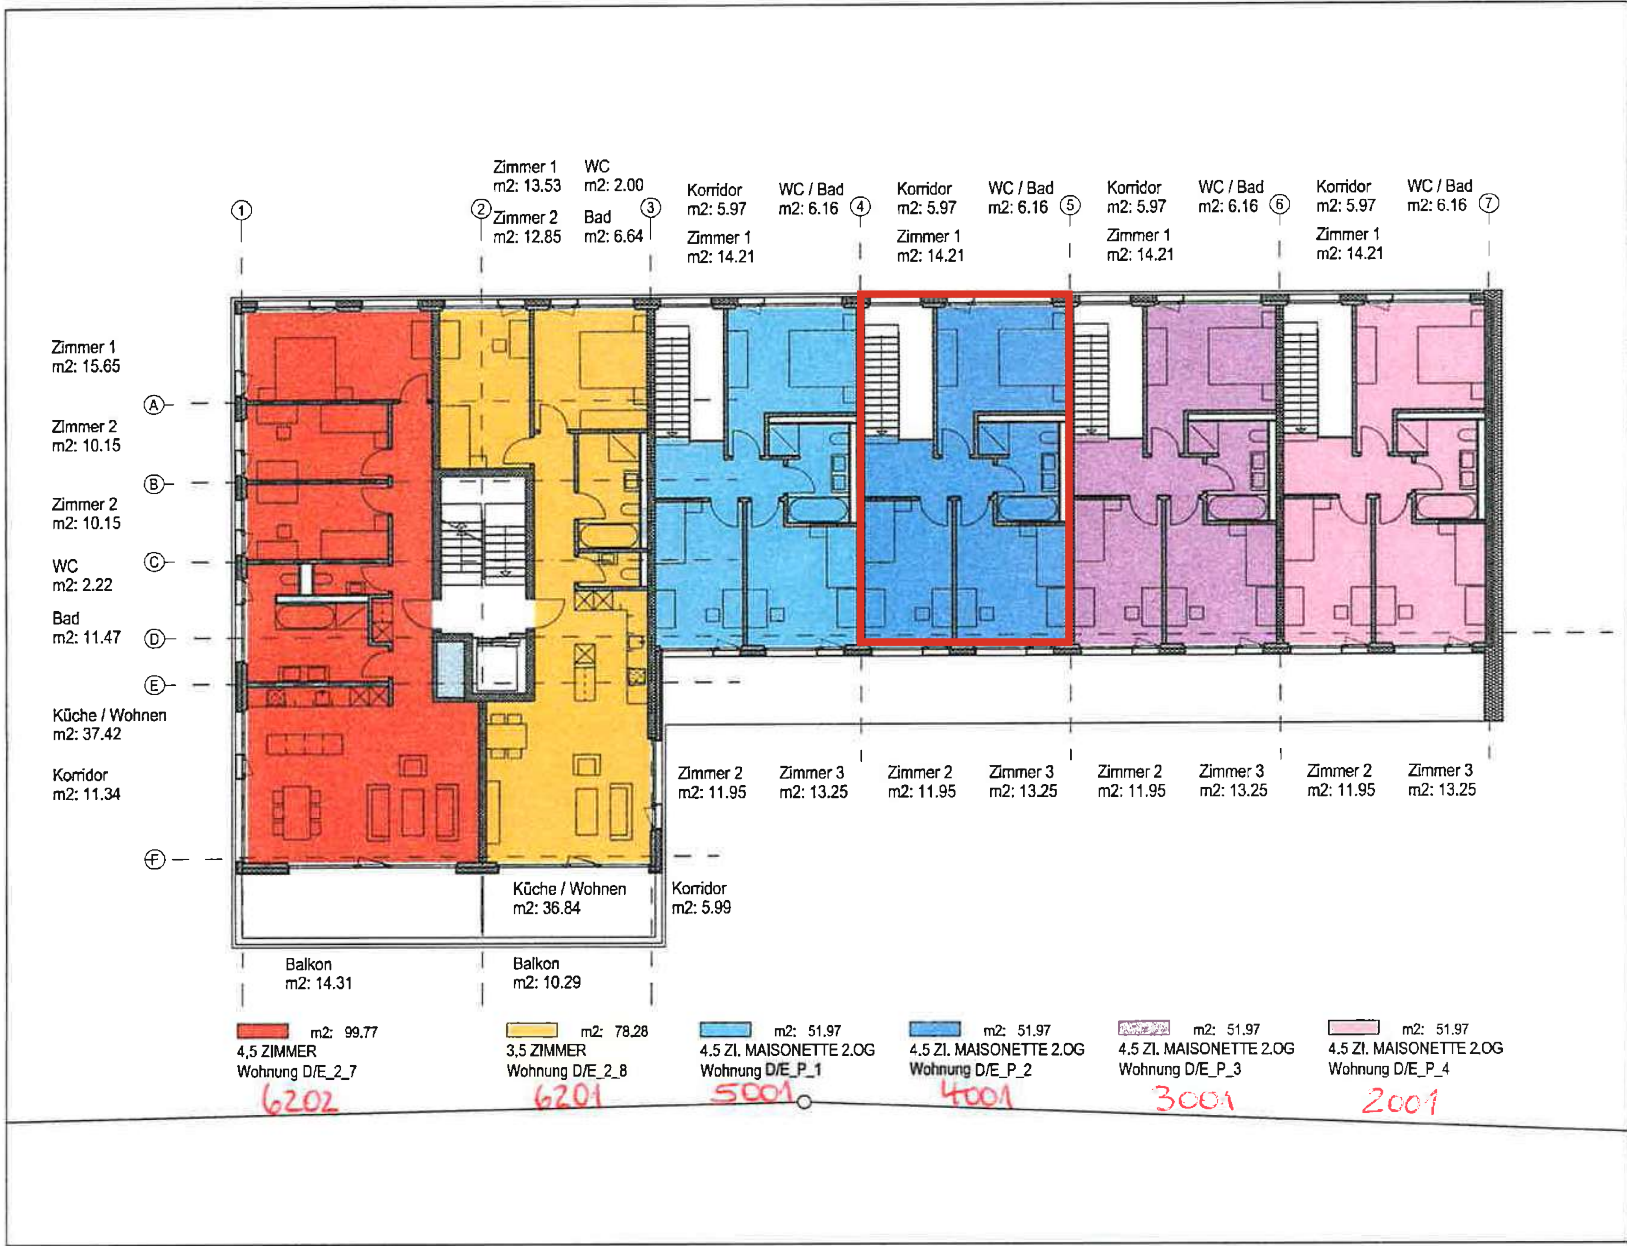 Zimmer 1
m2: 13.53
WC
m2: 2.00
Zimmer 2
m2: 12.85
Bad
m2: 6.64
Korridor
m2: 5.97
WC / Bad
m2: 6.16
Zimmer 1
m2: 14.21
Korridor
m2: 5.97
WC / Bad
m2: 6.16
Zimmer 1
m2: 14.21
Korridor
m2: 5.97
WC / Bad
m2: 6.16
Zimmer 1
m2: 14.21
Korridor
m2: 5.97
WC / Bad
m2: 6.16
Zimmer 1
m2: 14.21
1
2
3
4
5
6
7
Zimmer 1
m2: 15.65
A
Zimmer 2
m2: 10.15
B
Zimmer 2
m2: 10.15
C
WC
m2: 2.22
Bad
m2: 11.47
D
E
Küche / Wohnen
m2: 37.42
Korridor
m2: 11.34
F
Zimmer 2
m2: 11.95
Zimmer 3
m2: 13.25
Zimmer 2
m2: 11.95
Zimmer 3
m2: 13.25
Zimmer 2
m2: 11.95
Zimmer 3
m2: 13.25
Zimmer 2
m2: 11.95
Zimmer 3
m2: 13.25
Küche / Wohnen
m2: 36.84
Korridor
m2: 5.99
Balkon
m2: 14.31
Balkon
m2: 10.29
m2: 99.77
4,5 ZIMMER
Wohnung D/E_2_7
6202
m2: 78.28
3,5 ZIMMER
Wohnung D/E_2_8
6201
m2: 51.97
4.5 ZI. MAISONETTE 2.OG
Wohnung D/E_P_1
5001
m2: 51.97
4.5 ZI. MAISONETTE 2.OG
Wohnung D/E_P_2
4001
m2: 51.97
4.5 ZI. MAISONETTE 2.OG
Wohnung D/E_P_3
3001
m2: 51.97
4.5 ZI. MAISONETTE 2.OG
Wohnung D/E_P_4
2001